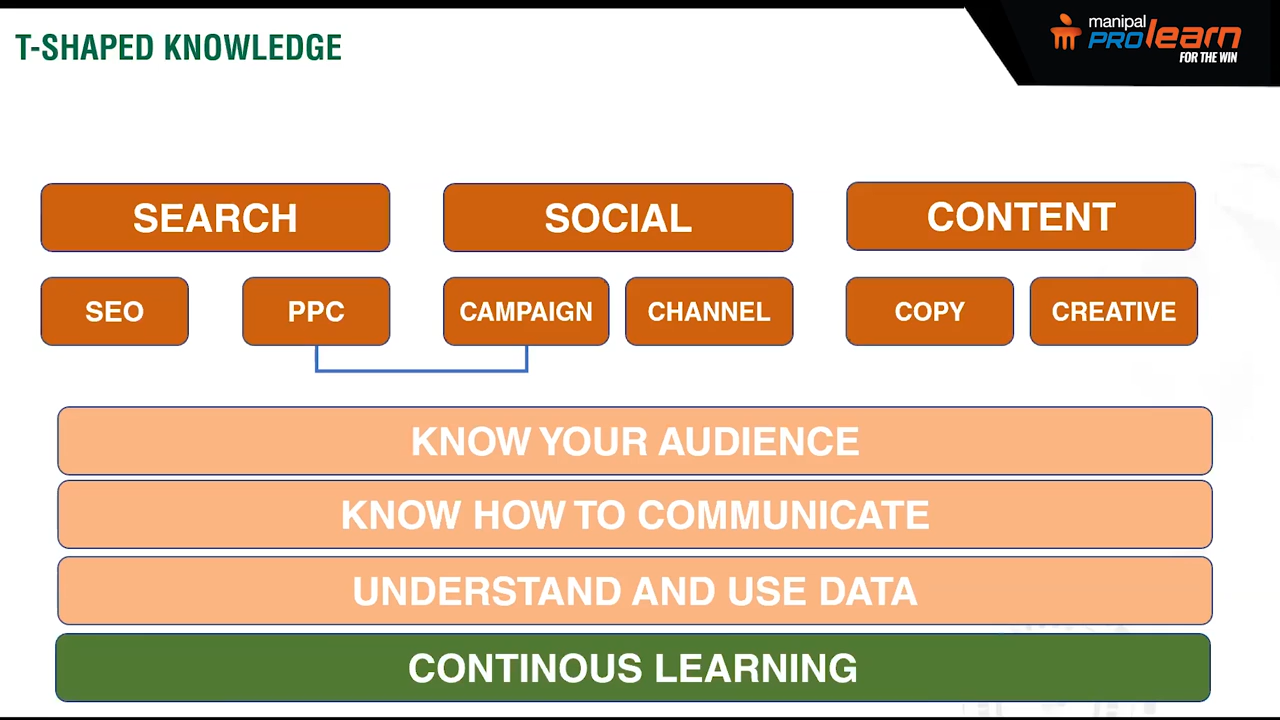 T-SHAPED KNOWLEDGE
manipal
PROlearn
FOR THE WIN
SEARCH
SOCIAL
CONTENT
SEO
PPC
CAMPAIGN
CHANNEL
COPY
CREATIVE
KNOW YOUR AUDIENCE
KNOW HOW TO COMMUNICATE
UNDERSTAND AND USE DATA
CONTINOUS LEARNING